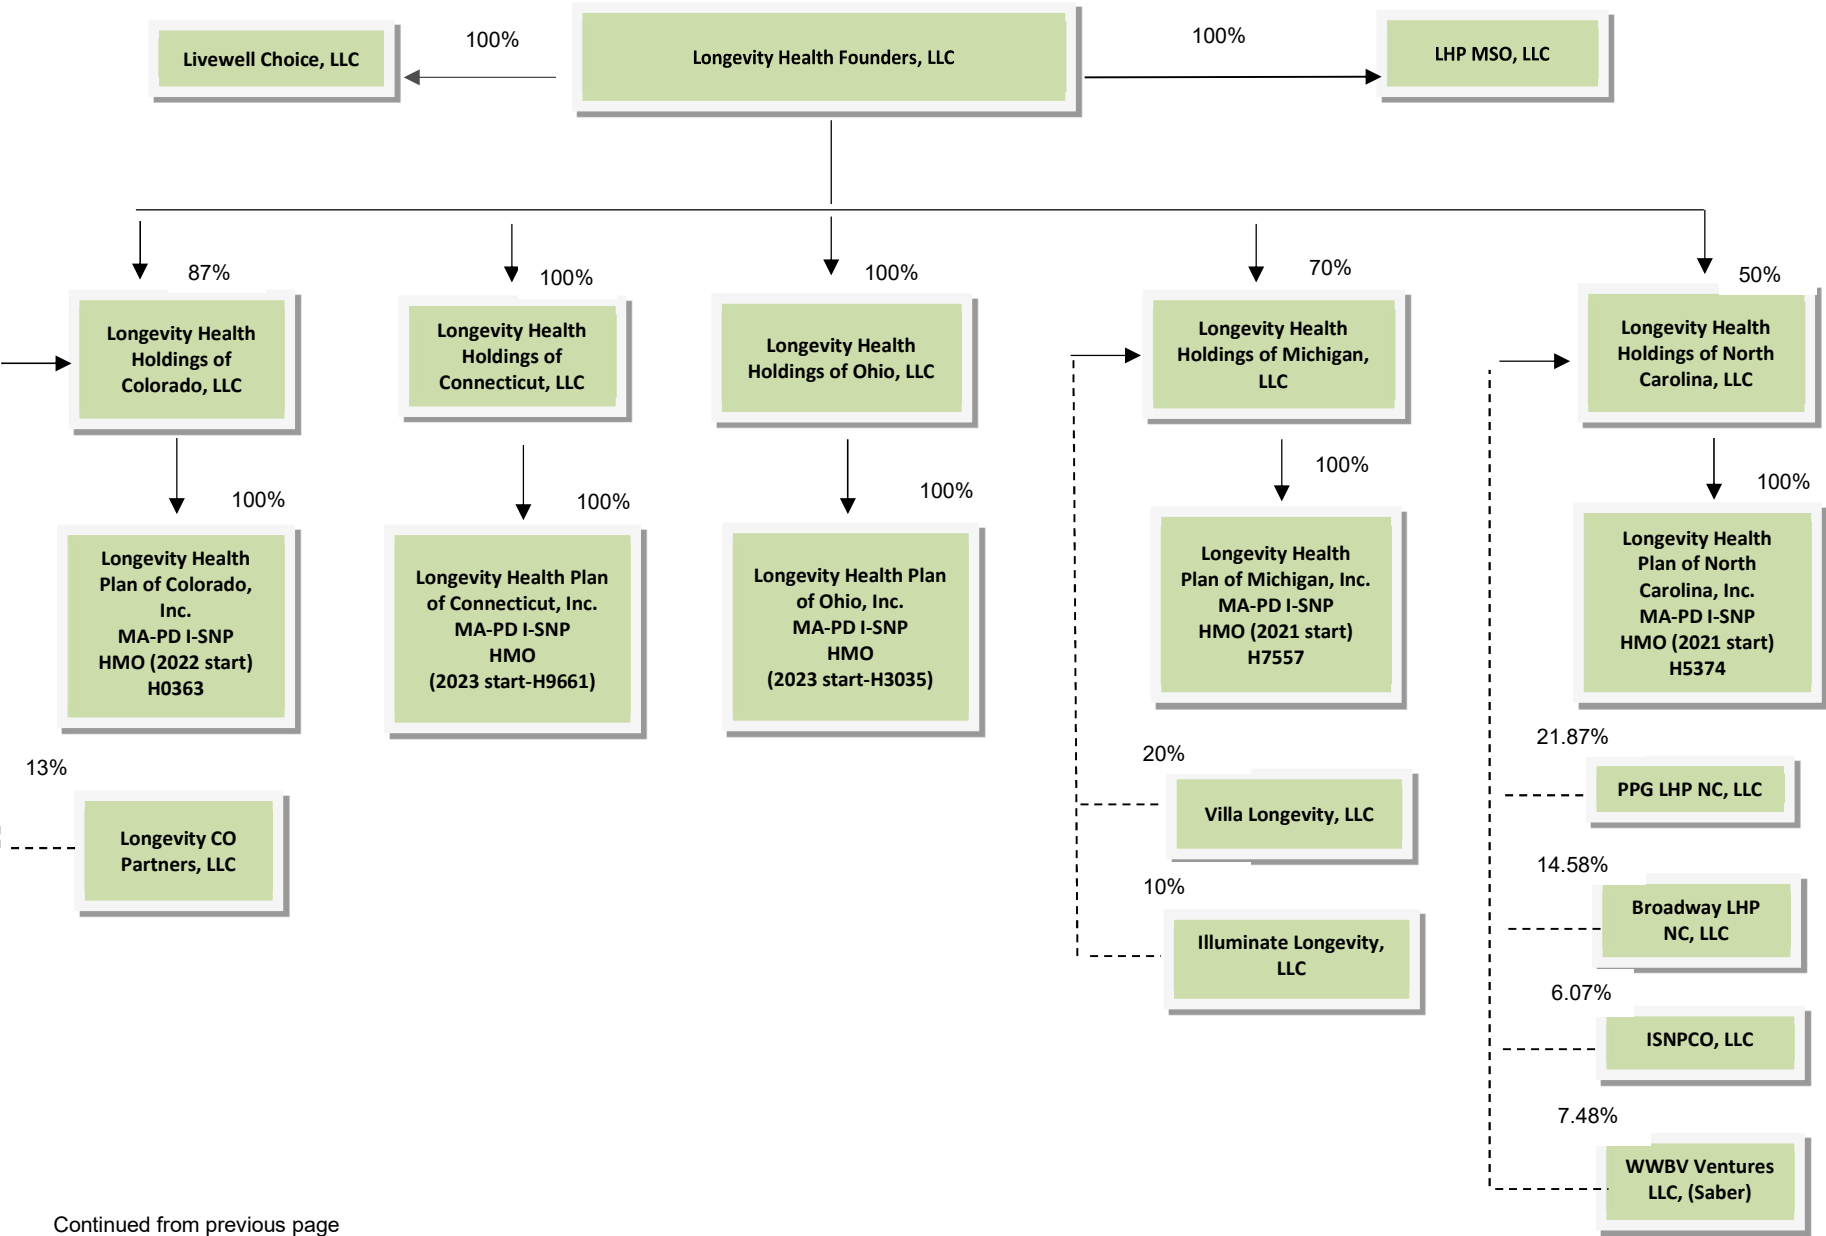 100%
100%
Livewell Choice, LLC
Longevity Health Founders, LLC
LHP MSO, LLC
87%
100%
100%
70%
50%
Longevity Health
Holdings of
Colorado, LLC
Longevity Health
Holdings of
Connecticut, LLC
Longevity Health
Holdings of Ohio, LLC
Longevity Health
Holdings of Michigan,
LLC
Longevity Health
Holdings of North
Carolina, LLC
100%
100%
100%
100%
100%
Longevity Health
Plan of Colorado,
Inc.
MA-PD I-SNP
HMO (2022 start)
H0363
Longevity Health Plan
of Connecticut, Inc.
MA-PD I-SNP
HMO
(2023 start-H9661)
Longevity Health Plan
of Ohio, Inc.
MA-PD I-SNP
HMO
(2023 start-H3035)
Longevity Health
Plan of Michigan, Inc.
MA-PD I-SNP
HMO (2021 start)
H7557
Longevity Health
Plan of North
Carolina, Inc.
MA-PD I-SNP
HMO (2021 start)
H5374
13%
Longevity CO
Partners, LLC
20%
Villa Longevity, LLC
10%
Illuminate Longevity,
LLC
21.87%
PPG LHP NC, LLC
14.58%
Broadway LHP
NC, LLC
6.07%
ISNPCO, LLC
7.48%
WWBV Ventures
LLC, (Saber)
Continued from previous page